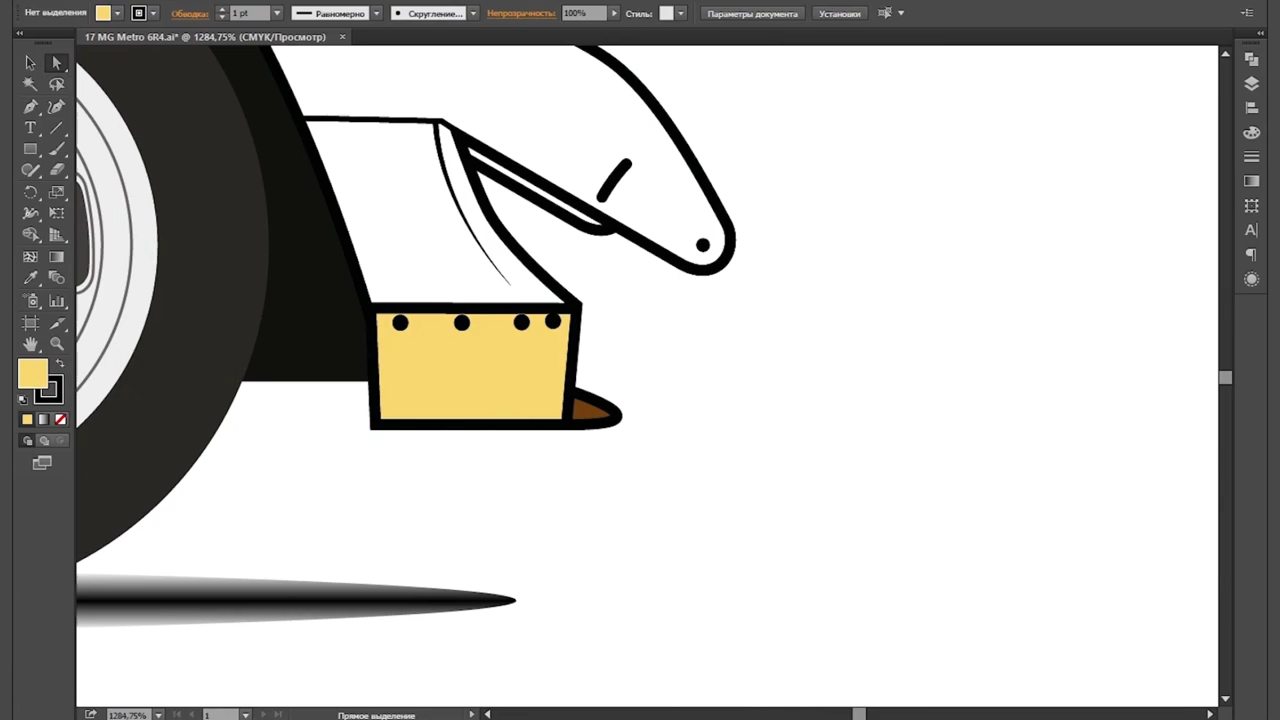 Нет выделения Обводка: 1 pt Равномерно Скругление... Непрозрачность: 100% Стиль: Параметры документа Установки
17 MG Metro 6R4.ai* @ 1284,75% (CMYK/Просмотр)
1284,75% 1 Прямое выделение